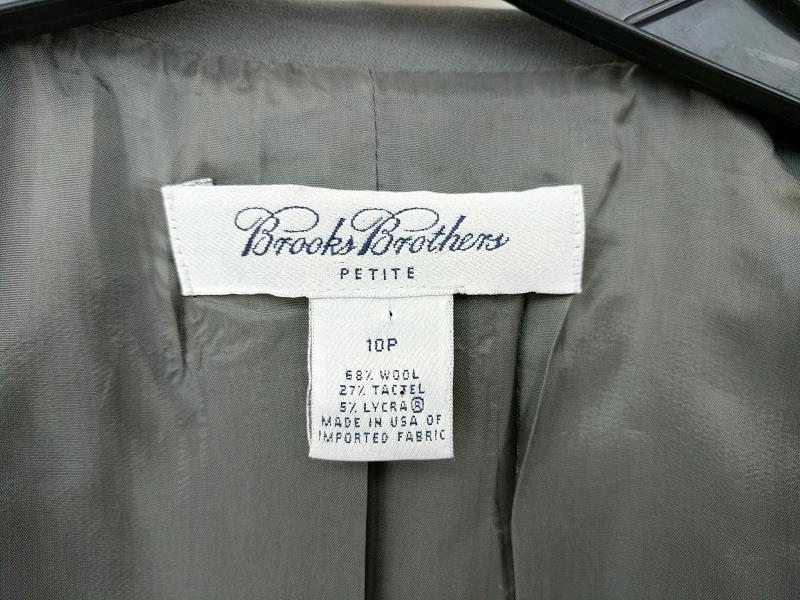 Brooks Brothers
PETITE
10P
68% WOOL
27% TACTEL
5% LYCRA®
MADE IN USA OF
IMPORTED FABRIC